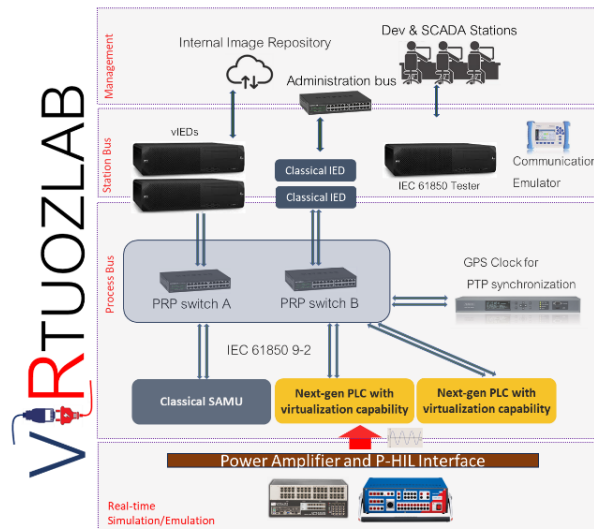 VIRTUOZLAB
Management
Internal Image Repository
Dev & SCADA Stations
Administration bus
Station Bus
vIEDs
Classical IED
Classical IED
IEC 61850 Tester
Communication
Emulator
Process Bus
PRP switch A
PRP switch B
GPS Clock for
PTP synchronization
IEC 61850 9-2
Classical SAMU
Next-gen PLC with
virtualization capability
Next-gen PLC with
virtualization capability
Power Amplifier and P-HIL Interface
Real-time
Simulation/Emulation